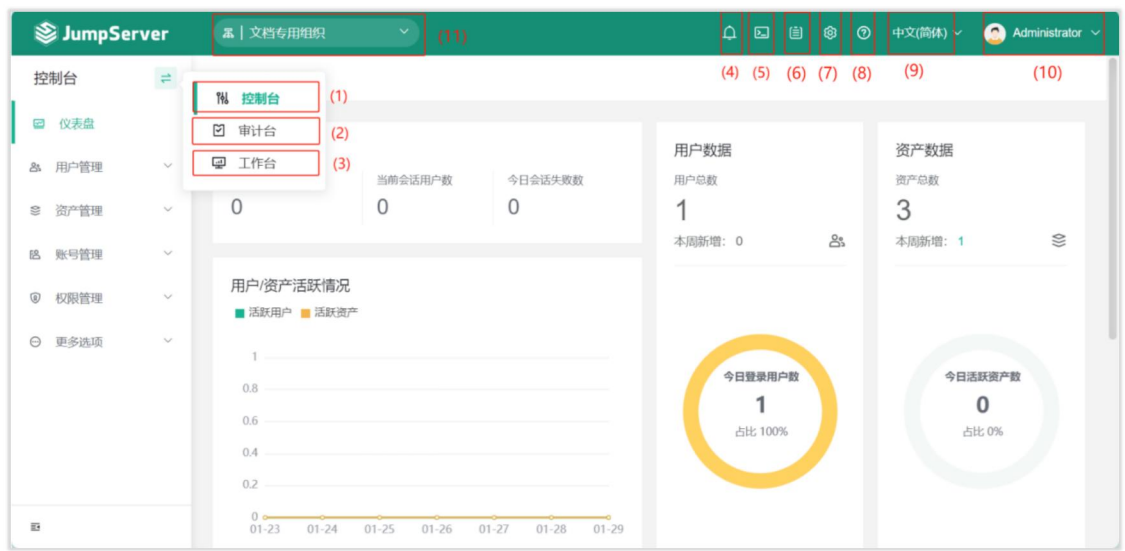 JumpServer
文档专用组织
(11)
中文(简体)
Administrator
(4)
(5)
(6)
(7)
(8)
(9)
(10)
控制台
控制台
(1)
审计台
(2)
工作台
(3)
仪表盘
用户管理
资产管理
账号管理
权限管理
更多选项
当前会话用户数
今日会话失败数
0
0
0
用户数据
用户总数
1
本周新增: 0
资产数据
资产总数
3
本周新增: 1
用户/资产活跃情况
活跃用户
活跃资产
1
0.8
0.6
0.4
0.2
0
01-23
01-24
01-25
01-26
01-27
01-28
01-29
今日登录用户数
1
占比 100%
今日活跃资产数
0
占比 0%